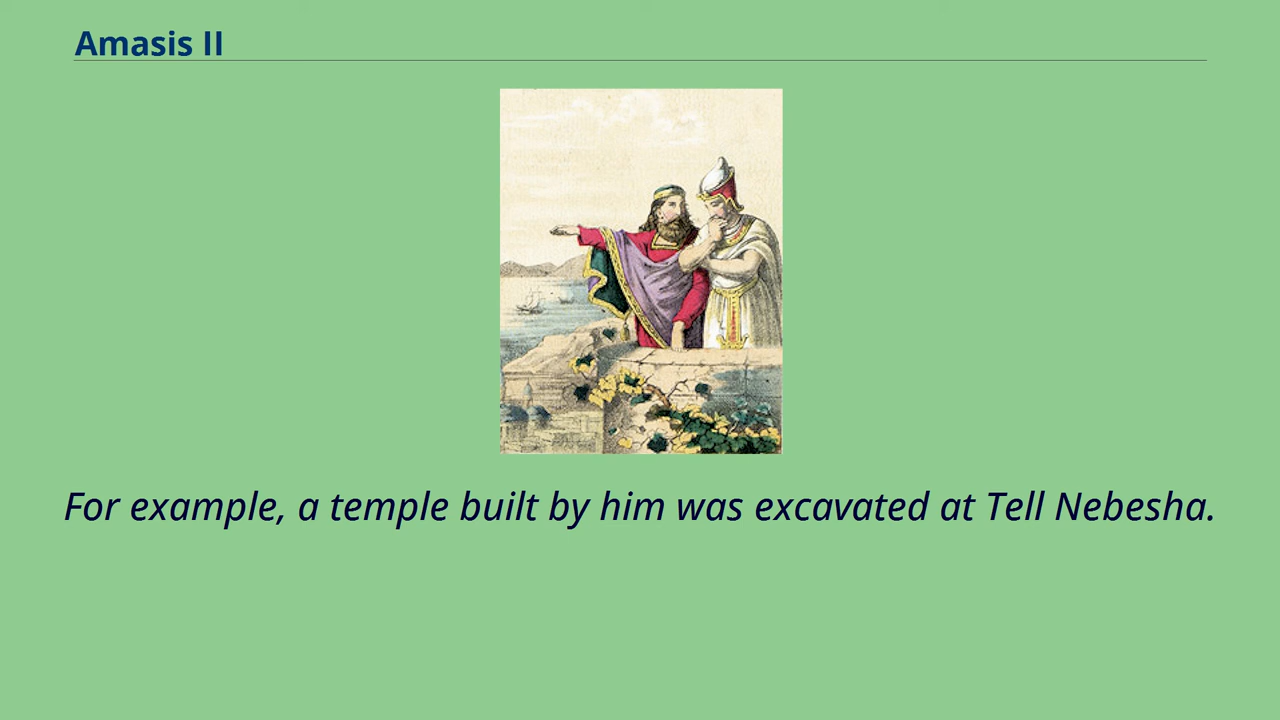 Amasis II
For example, a temple built by him was excavated at Tell Nebesha.